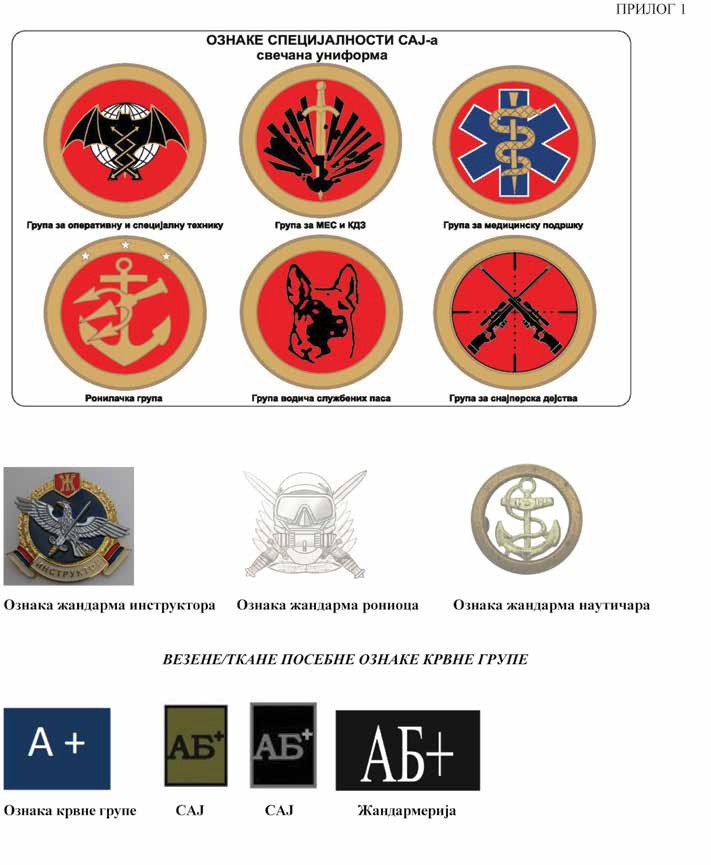 ПРИЛОГ 1
ОЗНАКЕ СПЕЦИЈАЛНОСТИ САЈ-а
свечана униформа
Група за оперативну и специјалну технику
Група за МЕС и КДЗ
Група за медицинску подршку
Ронилачка група
Група водича службених паса
Група за снајперска дејства
Ж
ИНСТРУКТОР
Ознака жандарма инструктора
Ознака жандарма рониоца
Ознака жандарма наутичара
ВЕЗЕНЕ/ТКАНЕ ПОСЕБНЕ ОЗНАКЕ КРВНЕ ГРУПЕ
А +
АБ+
АБ+
АБ+
Ознака крвне групе
САЈ
САЈ
Жандармерија